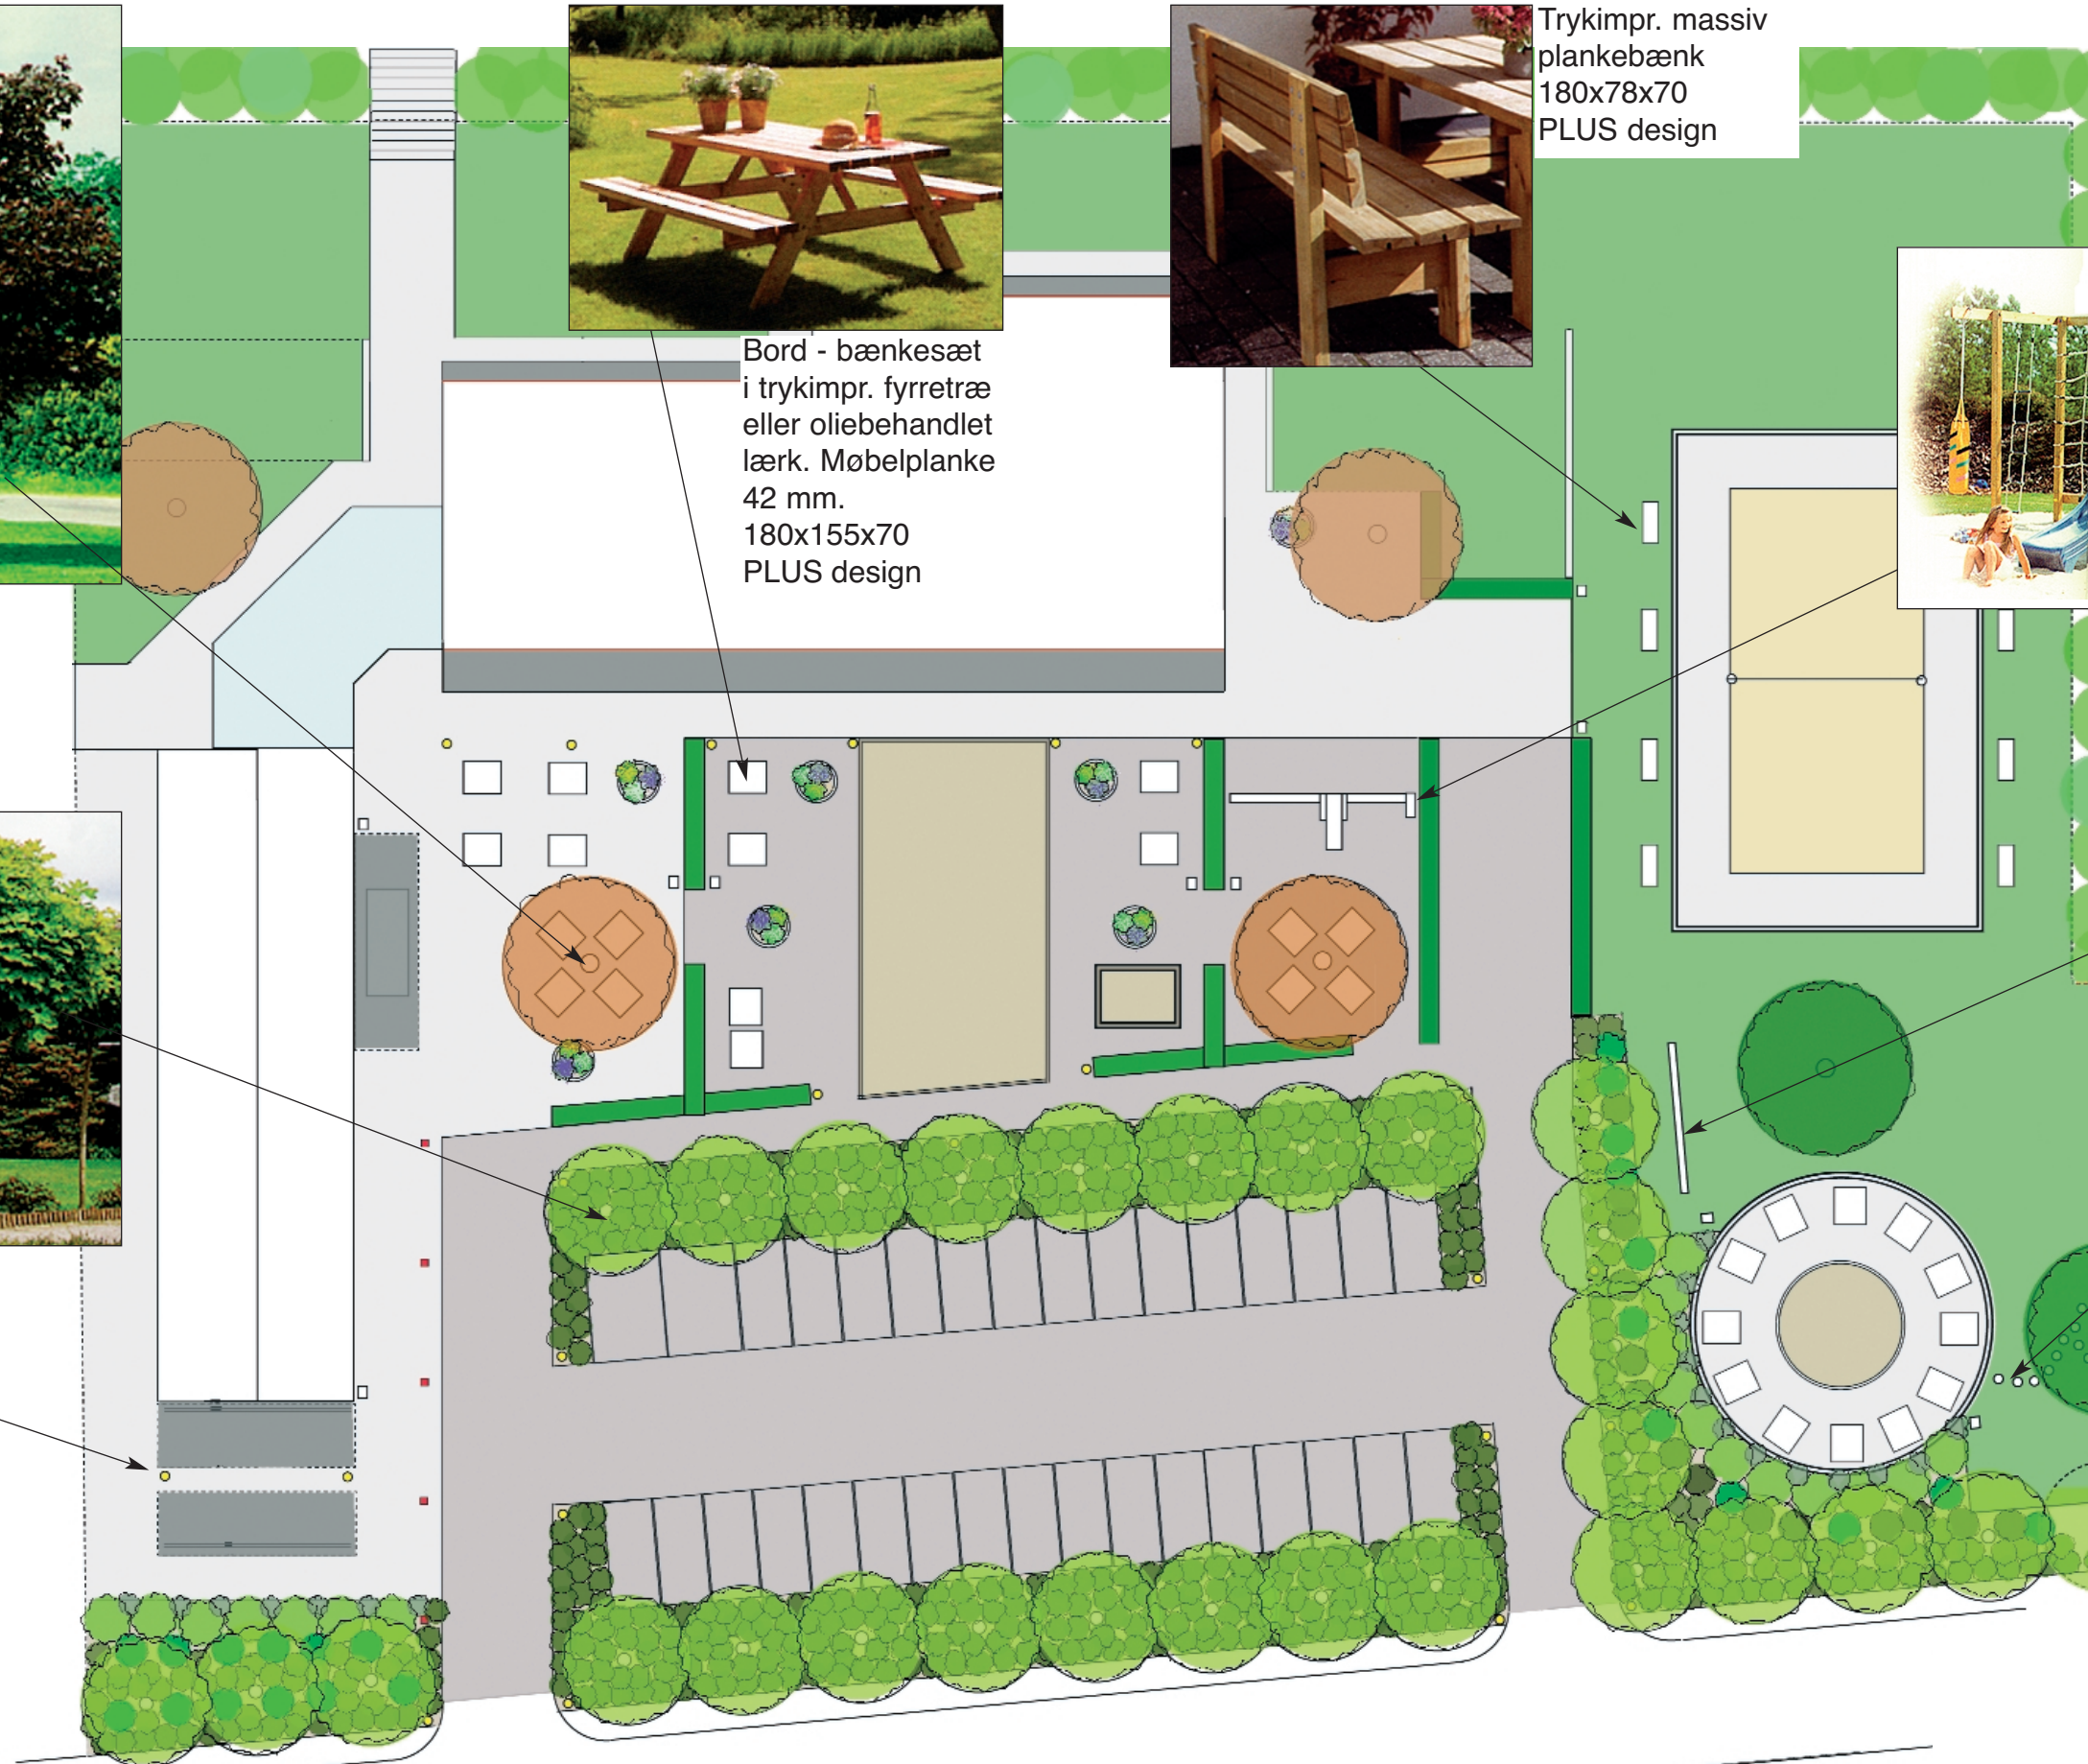 Trykimpr. massiv
plankebænk
180x78x70
PLUS design
Bord - bænkesæt
i trykimpr. fyrretræ
eller oliebehandlet
lærk. Møbelplanke
42 mm.
180x155x70
PLUS design